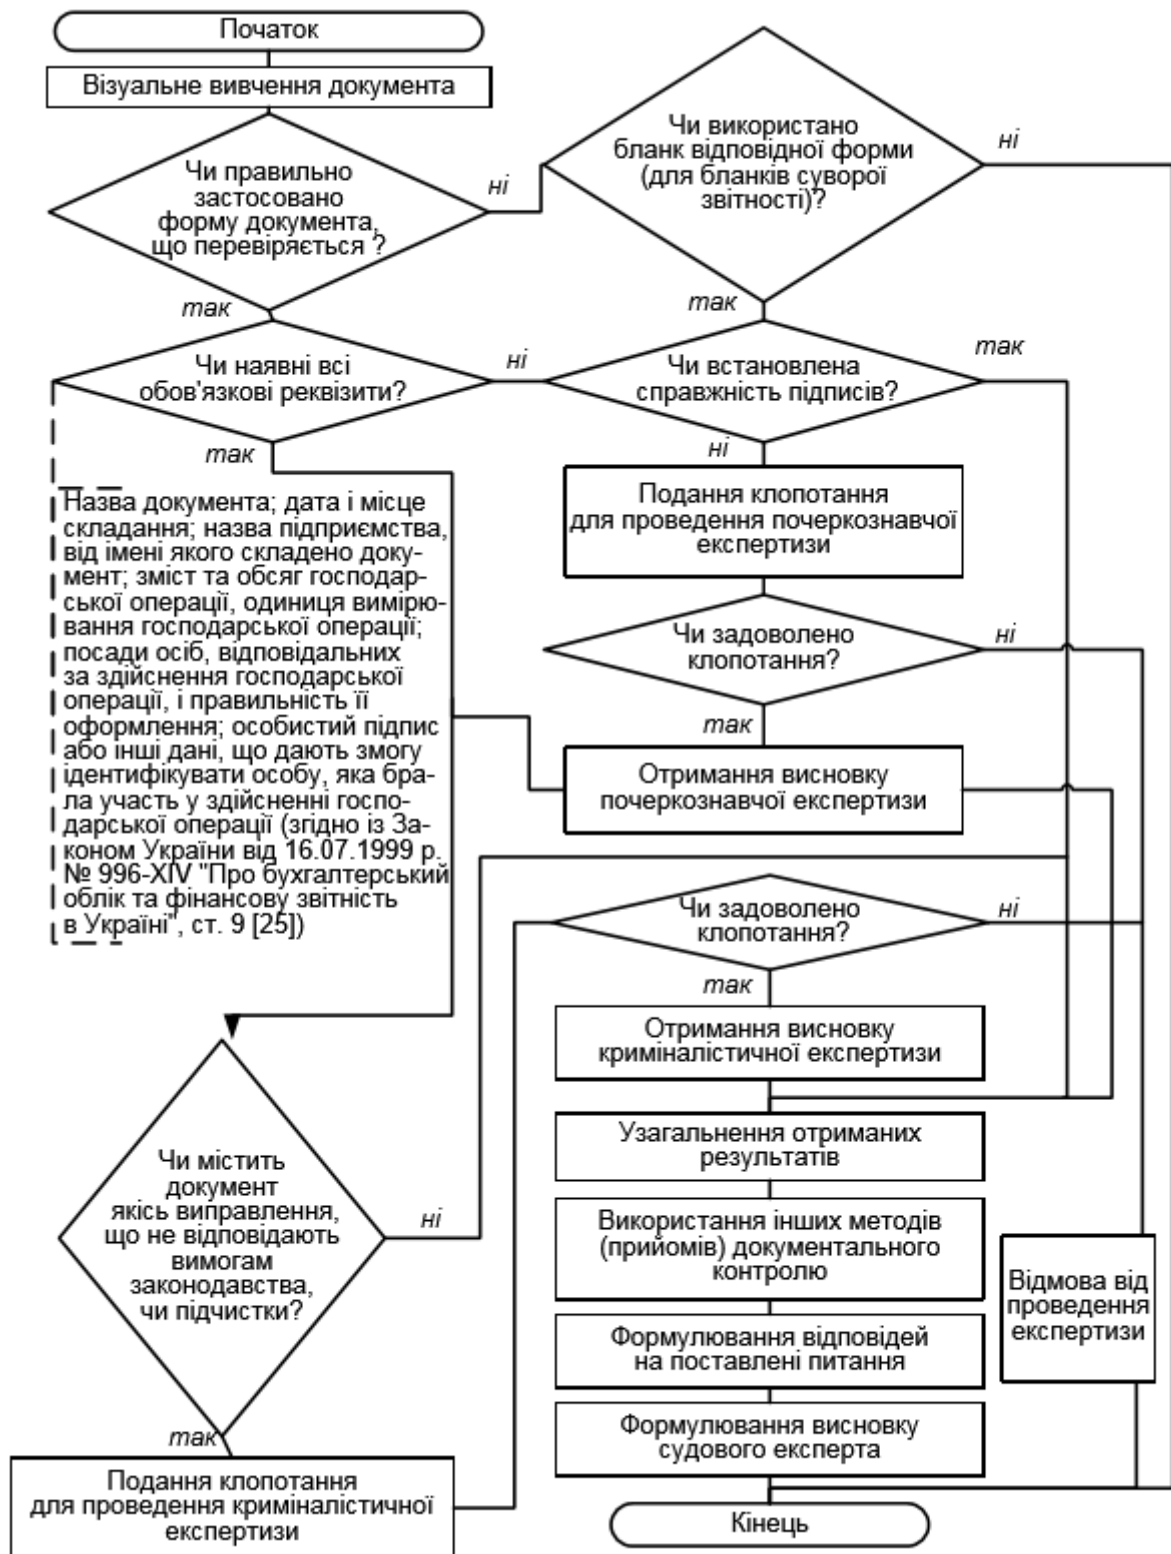 Початок
Візуальне вивчення документа
Чи правильно
застосовано
форму документа,
що перевіряється ?
ні
так
Чи використано
бланк відповідної форми
(для бланків суворої
звітності)?
ні
так
Чи наявні всі
обов'язкові реквізити?
ні
так
Чи встановлена
справжність підписів?
так
ні
Назва документа; дата і місце
складання; назва підприємства,
від імені якого складено доку-
мент; зміст та обсяг господар-
ської операції, одиниця вимірю-
вання господарської операції;
посади осіб, відповідальних
за здійснення господарської
операції, і правильність її
оформлення; особистий підпис
або інші дані, що дають змогу
ідентифікувати особу, яка бра-
ла участь у здійсненні госпо-
дарської операції (згідно із За-
коном України від 16.07.1999 р.
№ 996-XIV "Про бухгалтерський
облік та фінансову звітність
в Україні", ст. 9 [25])
Подання клопотання
для проведення почеркознавчої
експертизи
Чи задоволено
клопотання?
ні
так
Отримання висновку
почеркознавчої експертизи
Чи задоволено
клопотання?
ні
так
Отримання висновку
криміналістичної експертизи
Чи містить
документ
якісь виправлення,
що не відповідають
вимогам
законодавства,
чи підчистки?
ні
так
Узагальнення отриманих
результатів
Використання інших методів
(прийомів) документального
контролю
Відмова від
проведення
експертизи
Формулювання відповідей
на поставлені питання
Формулювання висновку
судового експерта
Подання клопотання
для проведення криміналістичної
експертизи
Кінець